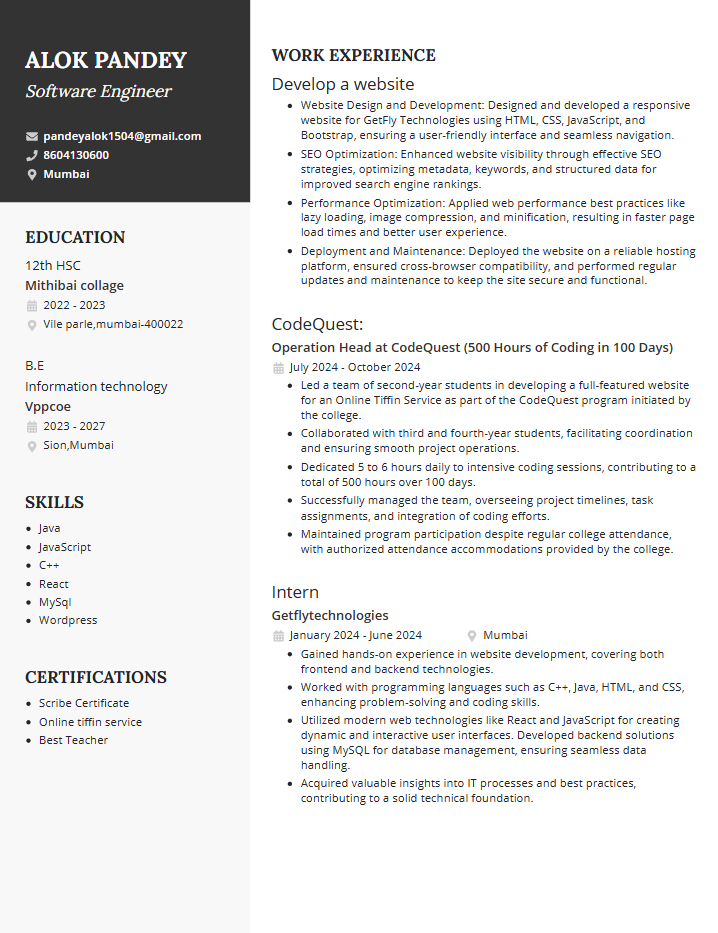 ALOK PANDEY
Software Engineer
pandeyalok1504@gmail.com
8604130600
Mumbai
EDUCATION
12th HSC
Mithibai collage
2022 - 2023
Vile parle,mumbai-400022
B.E
Information technology
Vppcoe
2023 - 2027
Sion,Mumbai
SKILLS
• Java
• JavaScript
• C++
• React
• MySql
• Wordpress
CERTIFICATIONS
• Scribe Certificate
• Online tiffin service
• Best Teacher
WORK EXPERIENCE
Develop a website
• Website Design and Development: Designed and developed a responsive
website for GetFly Technologies using HTML, CSS, JavaScript, and
Bootstrap, ensuring a user-friendly interface and seamless navigation.
• SEO Optimization: Enhanced website visibility through effective SEO
strategies, optimizing metadata, keywords, and structured data for
improved search engine rankings.
• Performance Optimization: Applied web performance best practices like
lazy loading, image compression, and minification, resulting in faster page
load times and better user experience.
• Deployment and Maintenance: Deployed the website on a reliable hosting
platform, ensured cross-browser compatibility, and performed regular
updates and maintenance to keep the site secure and functional.
CodeQuest:
Operation Head at CodeQuest (500 Hours of Coding in 100 Days)
July 2024 - October 2024
• Led a team of second-year students in developing a full-featured website
for an Online Tiffin Service as part of the CodeQuest program initiated by
the college.
• Collaborated with third and fourth-year students, facilitating coordination
and ensuring smooth project operations.
• Dedicated 5 to 6 hours daily to intensive coding sessions, contributing to a
total of 500 hours over 100 days.
• Successfully managed the team, overseeing project timelines, task
assignments, and integration of coding efforts.
• Maintained program participation despite regular college attendance,
with authorized attendance accommodations provided by the college.
Intern
Getflytechnologies
January 2024 - June 2024 Mumbai
• Gained hands-on experience in website development, covering both
frontend and backend technologies.
• Worked with programming languages such as C++, Java, HTML, and CSS,
enhancing problem-solving and coding skills.
• Utilized modern web technologies like React and JavaScript for creating
dynamic and interactive user interfaces. Developed backend solutions
using MySQL for database management, ensuring seamless data
handling.
• Acquired valuable insights into IT processes and best practices,
contributing to a solid technical foundation.